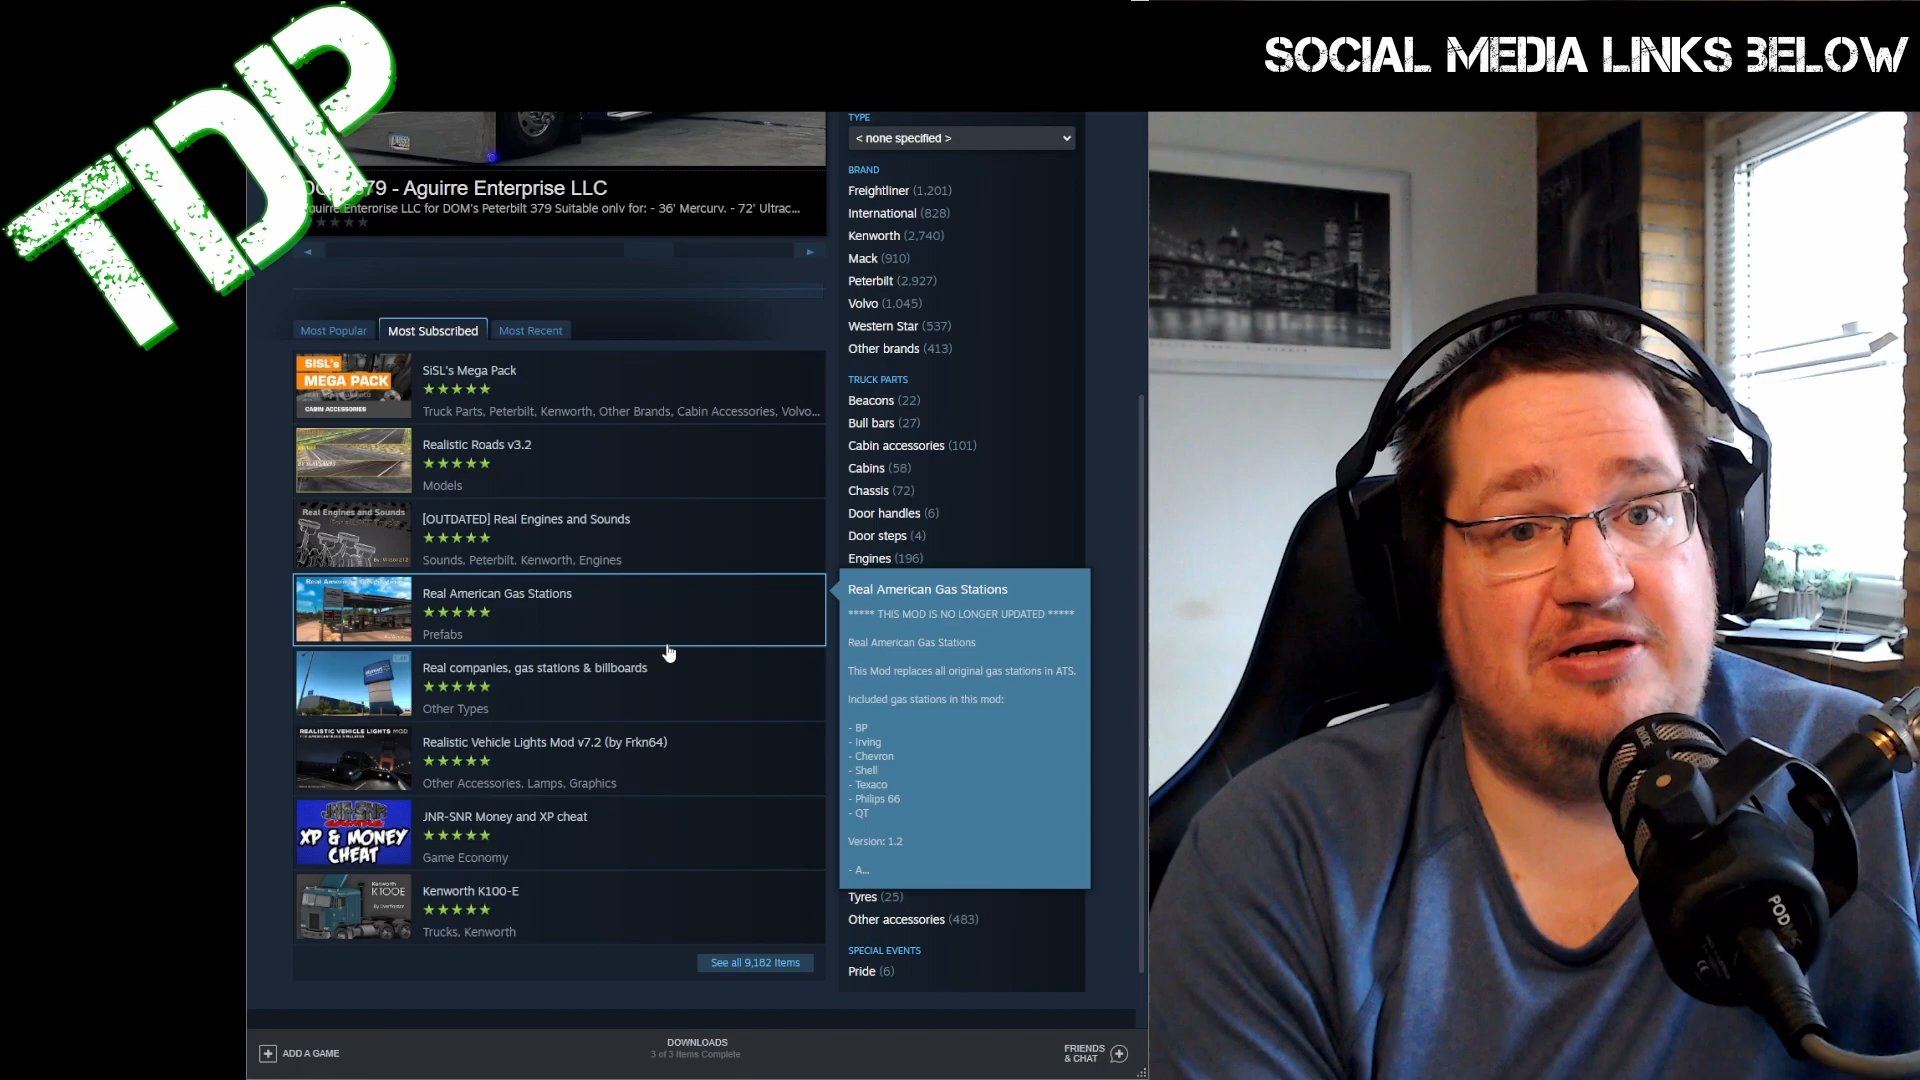 TDP
SOCIAL MEDIA LINKS BELOW
379 - Aguirre Enterprise LLC
Enterprise LLC for DOM's Peterbilt 379 Suitable only for: - 36' Mercury. - 72' Ultrac...
Most Popular
Most Subscribed
Most Recent
SiSL's
MEGA PACK
CABIN ACCESSORIES
SiSL's Mega Pack
Truck Parts, Peterbilt, Kenworth, Other Brands, Cabin Accessories, Volvo...
Realistic Roads v3.2
Models
Real Engines and Sounds
[OUTDATED] Real Engines and Sounds
Sounds, Peterbilt, Kenworth, Engines
Real American Gas Stations
Prefabs
Real companies, gas stations & billboards
Other Types
REALISTIC VEHICLE LIGHTS MOD
Realistic Vehicle Lights Mod v7.2 (by Frkn64)
Other Accessories, Lamps, Graphics
JNR-SNR
GAMING
XP & MONEY
CHEAT
JNR-SNR Money and XP cheat
Game Economy
Kenworth
K100E
Kenworth K100-E
Trucks, Kenworth
See all 9,182 Items
TYPE
< none specified >
BRAND
Freightliner (1,201)
International (828)
Kenworth (2,740)
Mack (910)
Peterbilt (2,927)
Volvo (1,045)
Western Star (537)
Other brands (413)
TRUCK PARTS
Beacons (22)
Bull bars (27)
Cabin accessories (101)
Cabins (58)
Chassis (72)
Door handles (6)
Door steps (4)
Engines (196)
Real American Gas Stations
***** THIS MOD IS NO LONGER UPDATED *****
Real American Gas Stations
This Mod replaces all original gas stations in ATS.
Included gas stations in this mod:
- BP
- Irving
- Chevron
- Shell
- Texaco
- Philips 66
- QT
Version: 1.2
- A...
Tyres (25)
Other accessories (483)
SPECIAL EVENTS
Pride (6)
ADD A GAME
DOWNLOADS
3 of 3 Items Complete
FRIENDS
& CHAT
RØDE